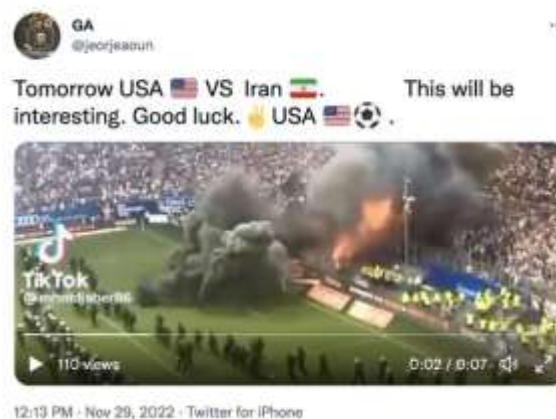 GA
@jeorjeaoun
Tomorrow USA 🇺🇸 VS Iran 🇮🇷. This will be
interesting. Good luck. ✌️ USA 🇺🇸⚽ .
TikTok
110 views
0:02 / 0:07
12:13 PM · Nov 29, 2022 · Twitter for iPhone